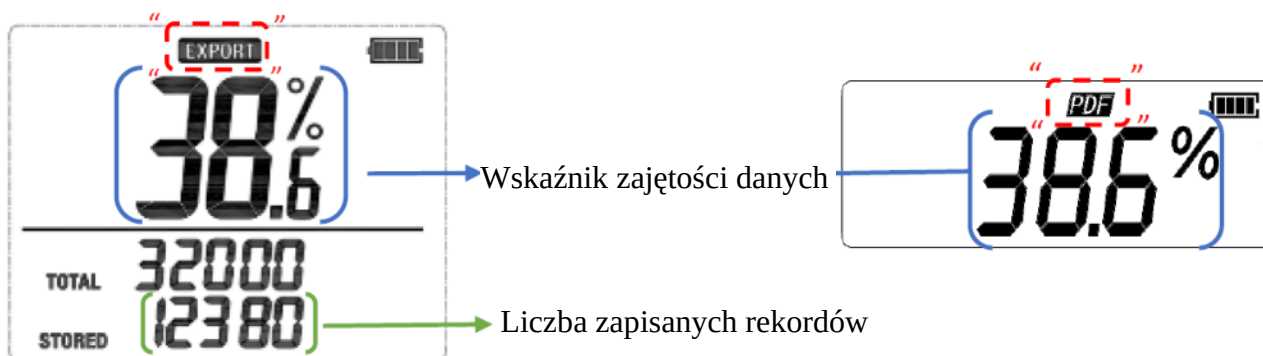 “ ”
EXPORT
“ ”
38.6%
TOTAL 32000
STORED 12380
Wskaźnik zajętości danych
Liczba zapisanych rekordów
“ ”
PDF
“ ”
38.6%